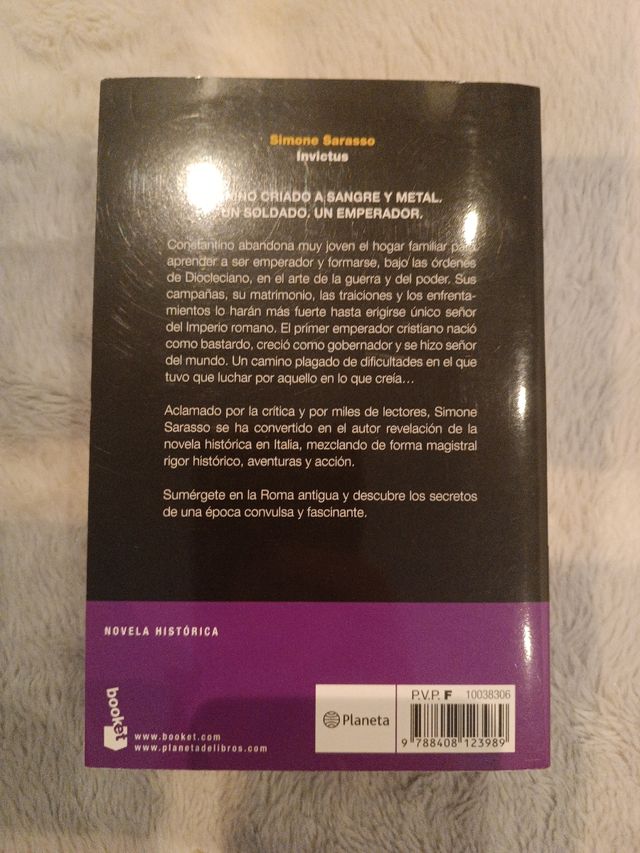 Simone Sarasso
Invictus
CRIADO A SANGRE Y METAL.
UN SOLDADO. UN EMPERADOR.
Constantino abandona muy joven el hogar familiar para
aprender a ser emperador y formarse, bajo las órdenes
de Diocleciano, en el arte de la guerra y del poder. Sus
campañas, su matrimonio, las traiciones y los enfrenta-
mientos lo harán más fuerte hasta erigirse único señor
del Imperio romano. El primer emperador cristiano nació
como bastardo, creció como gobernador y se hizo señor
del mundo. Un camino plagado de dificultades en el que
tuvo que luchar por aquello en lo que creía...
Aclamado por la crítica y por miles de lectores, Simone
Sarasso se ha convertido en el autor revelación de la
novela histórica en Italia, mezclando de forma magistral
rigor histórico, aventuras y acción.
Sumérgete en la Roma antigua y descubre los secretos
de una época convulsa y fascinante.
NOVELA HISTÓRICA
booket
www.booket.com
www.planetadelibros.com
Planeta
P.V.P. F 10038306
9 788408 123989